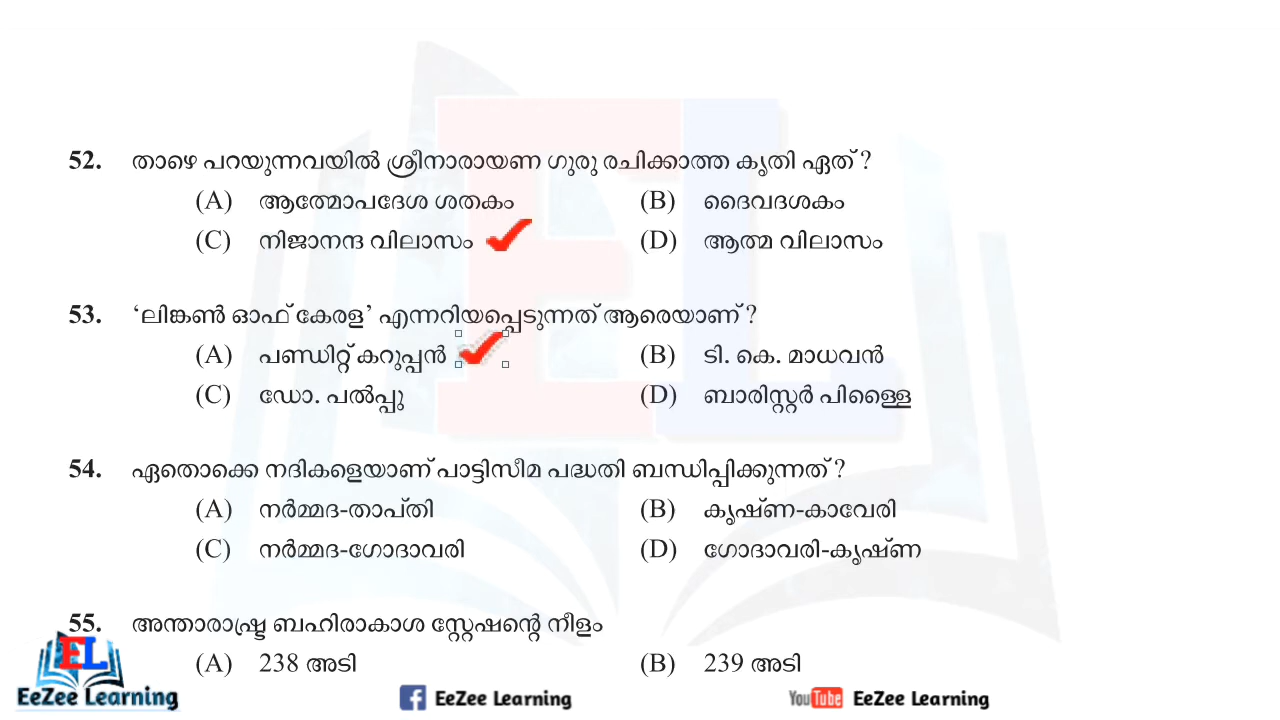 52. താഴെ പറയുന്നവയിൽ ശ്രീനാരായണ ഗുരു രചിക്കാത്ത കൃതി ഏത് ?
(A) ആത്മോപദേശ ശതകം (B) ദൈവദശകം
(C) നിജാനന്ദ വിലാസം (D) ആത്മ വിലാസം
53. ‘ലിങ്കൺ ഓഫ് കേരള’ എന്നറിയപ്പെടുന്നത് ആരെയാണ് ?
(A) പണ്ഡിറ്റ് കറുപ്പൻ (B) ടി. കെ. മാധവൻ
(C) ഡോ. പൽപ്പു (D) ബാരിസ്റ്റർ പിള്ളൈ
54. ഏതൊക്കെ നദികളെയാണ് പാട്ടിസീമ പദ്ധതി ബന്ധിപ്പിക്കുന്നത് ?
(A) നർമ്മദ-താപ്തി (B) കൃഷ്ണ-കാവേരി
(C) നർമ്മദ-ഗോദാവരി (D) ഗോദാവരി-കൃഷ്ണ
55. അന്താരാഷ്ട്ര ബഹിരാകാശ സ്റ്റേഷന്റെ നീളം
(A) 238 അടി (B) 239 അടി
EL
EeZee Learning EeZee Learning YouTube EeZee Learning